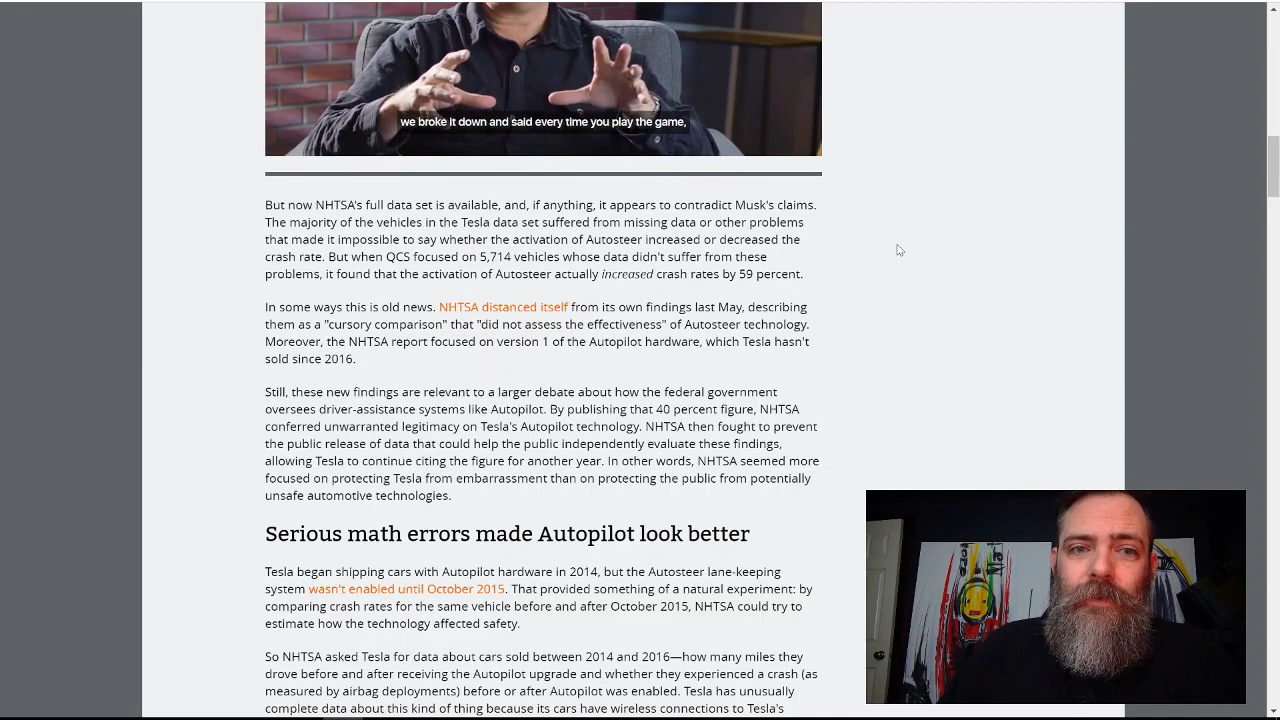 we broke it down and said every time you play the game,
But now NHTSA's full data set is available, and, if anything, it appears to contradict Musk's claims.
The majority of the vehicles in the Tesla data set suffered from missing data or other problems
that made it impossible to say whether the activation of Autosteer increased or decreased the
crash rate. But when QCS focused on 5,714 vehicles whose data didn't suffer from these
problems, it found that the activation of Autosteer actually increased crash rates by 59 percent.
In some ways this is old news. NHTSA distanced itself from its own findings last May, describing
them as a "cursory comparison" that "did not assess the effectiveness" of Autosteer technology.
Moreover, the NHTSA report focused on version 1 of the Autopilot hardware, which Tesla hasn't
sold since 2016.
Still, these new findings are relevant to a larger debate about how the federal government
oversees driver-assistance systems like Autopilot. By publishing that 40 percent figure, NHTSA
conferred unwarranted legitimacy on Tesla's Autopilot technology. NHTSA then fought to prevent
the public release of data that could help the public independently evaluate these findings,
allowing Tesla to continue citing the figure for another year. In other words, NHTSA seemed more
focused on protecting Tesla from embarrassment than on protecting the public from potentially
unsafe automotive technologies.
Serious math errors made Autopilot look better
Tesla began shipping cars with Autopilot hardware in 2014, but the Autosteer lane-keeping
system wasn't enabled until October 2015. That provided something of a natural experiment: by
comparing crash rates for the same vehicle before and after October 2015, NHTSA could try to
estimate how the technology affected safety.
So NHTSA asked Tesla for data about cars sold between 2014 and 2016—how many miles they
drove before and after receiving the Autopilot upgrade and whether they experienced a crash (as
measured by airbag deployments) before or after Autopilot was enabled. Tesla has unusually
complete data about this kind of thing because its cars have wireless connections to Tesla's